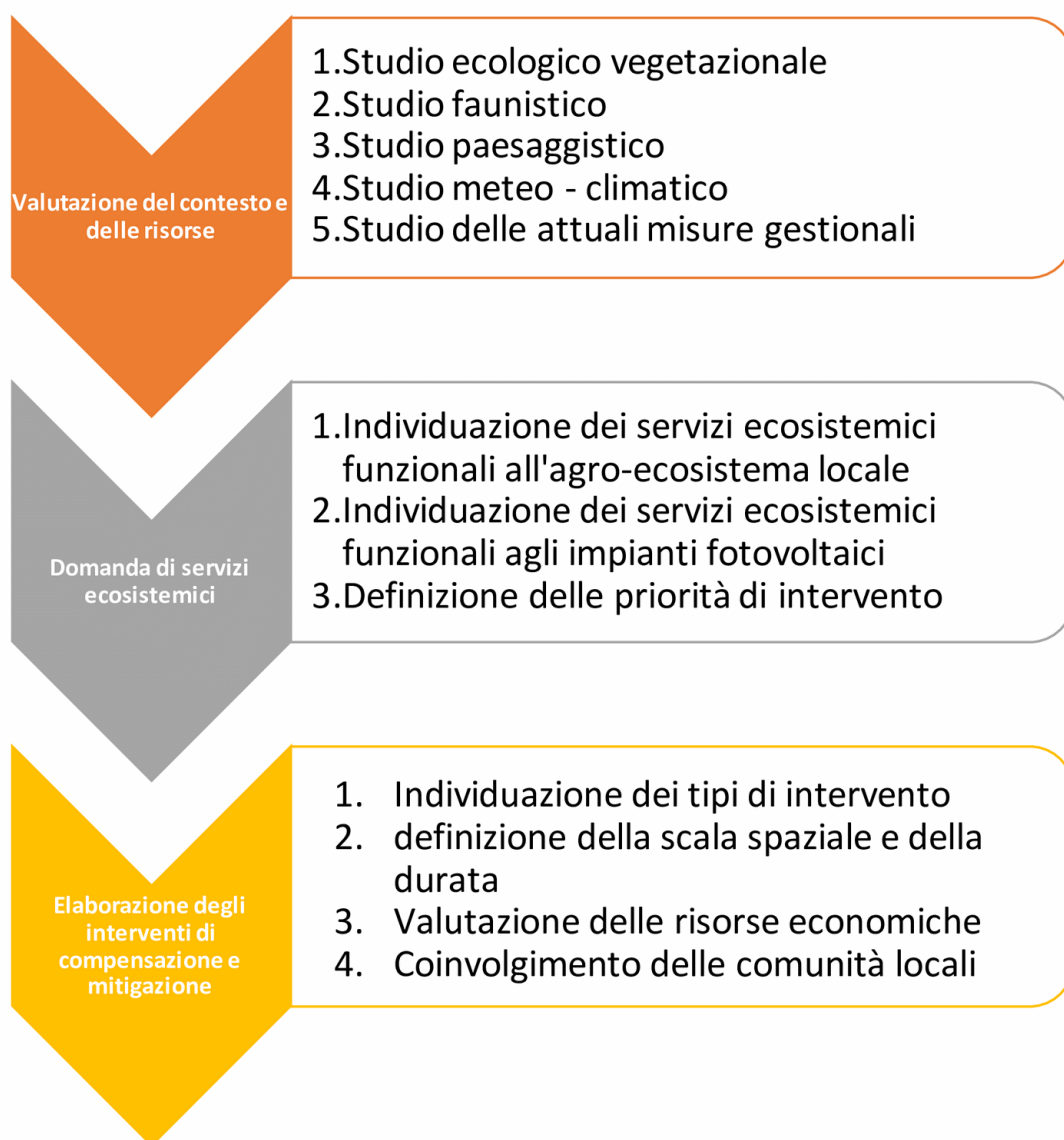 Valutazione del contesto e
delle risorse
1.Studio ecologico vegetazionale
2.Studio faunistico
3.Studio paesaggistico
4.Studio meteo - climatico
5.Studio delle attuali misure gestionali
Domanda di servizi
ecosistemici
1.Individuazione dei servizi ecosistemici
funzionali all'agro-ecosistema locale
2.Individuazione dei servizi ecosistemici
funzionali agli impianti fotovoltaici
3.Definizione delle priorità di intervento
Elaborazione degli
interventi di
compensazione e
mitigazione
1. Individuazione dei tipi di intervento
2. definizione della scala spaziale e della
durata
3. Valutazione delle risorse economiche
4. Coinvolgimento delle comunità locali